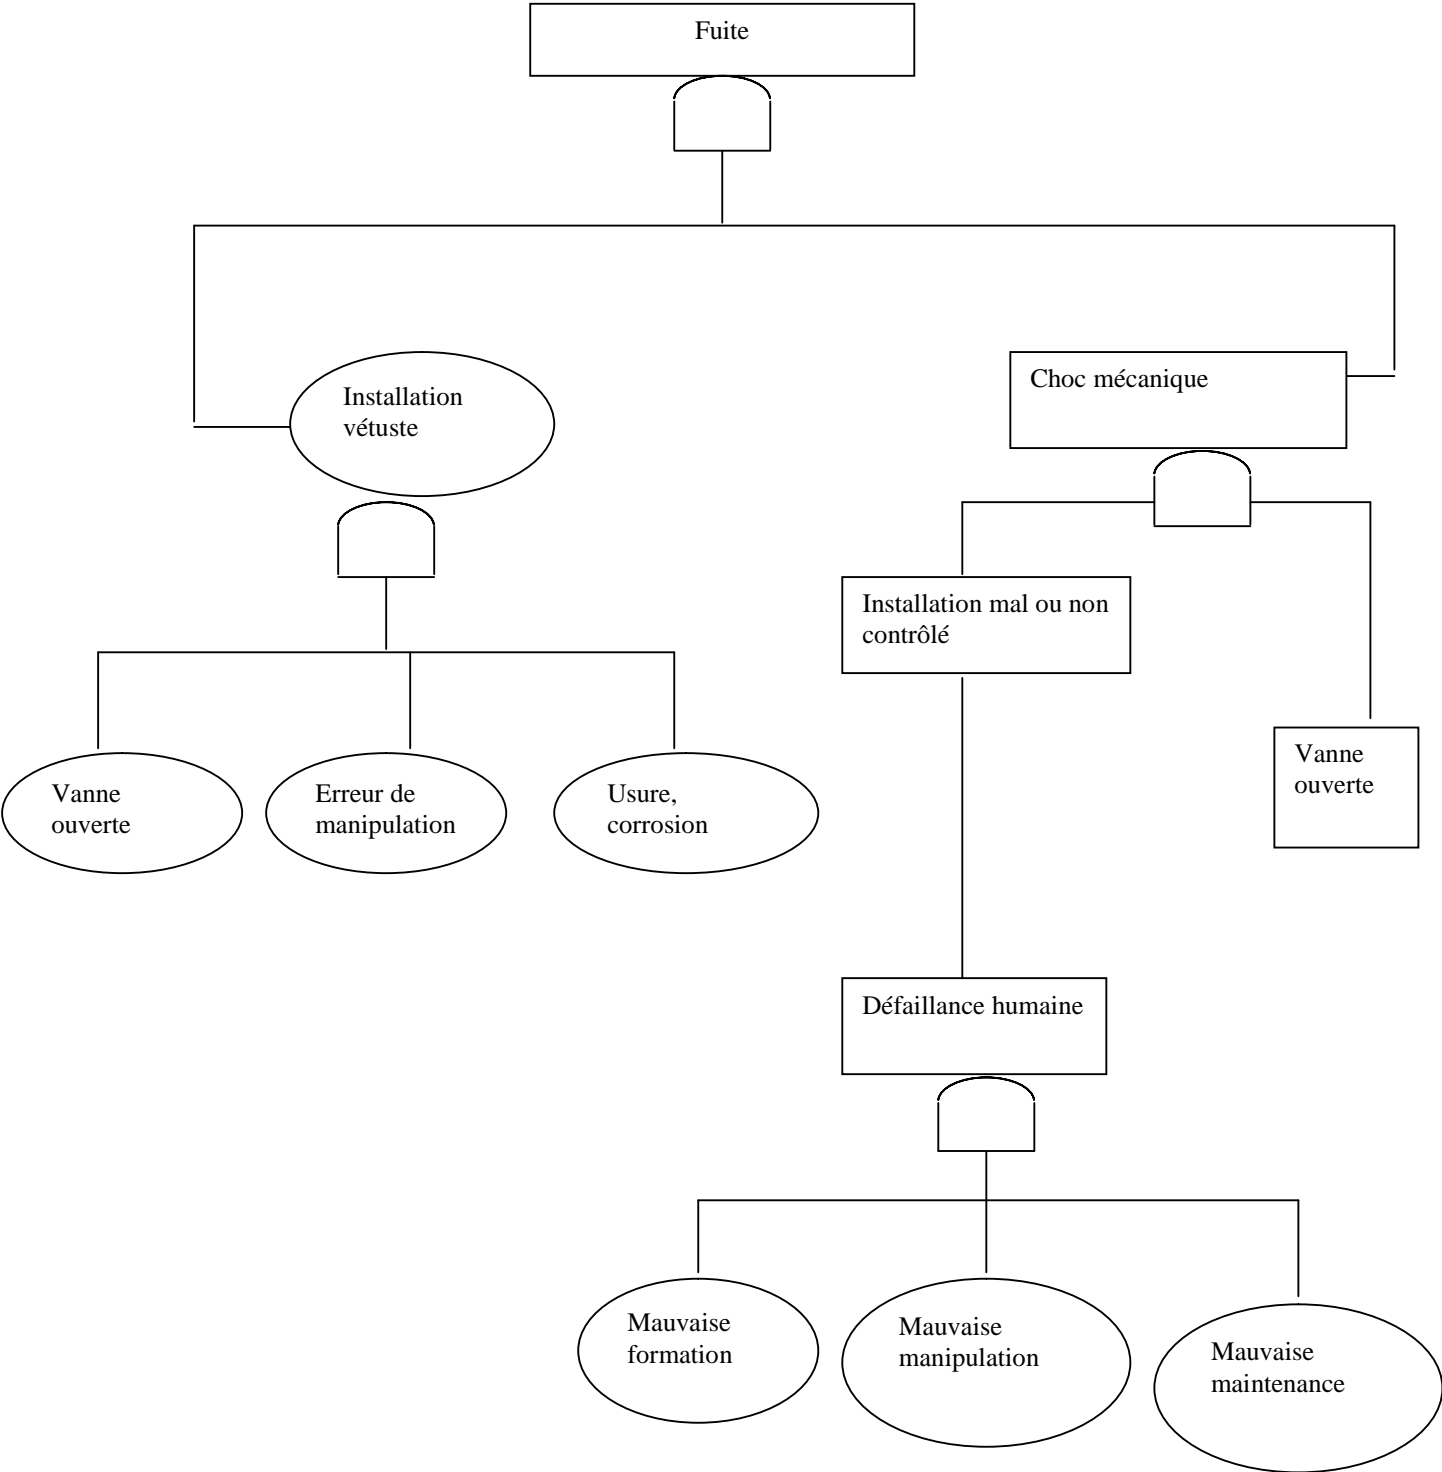 Fuite
Installation
vétuste
Choc mécanique
Installation mal ou non
contrôlé
Vanne
ouverte
Erreur de
manipulation
Usure,
corrosion
Vanne
ouverte
Défaillance humaine
Mauvaise
formation
Mauvaise
manipulation
Mauvaise
maintenance